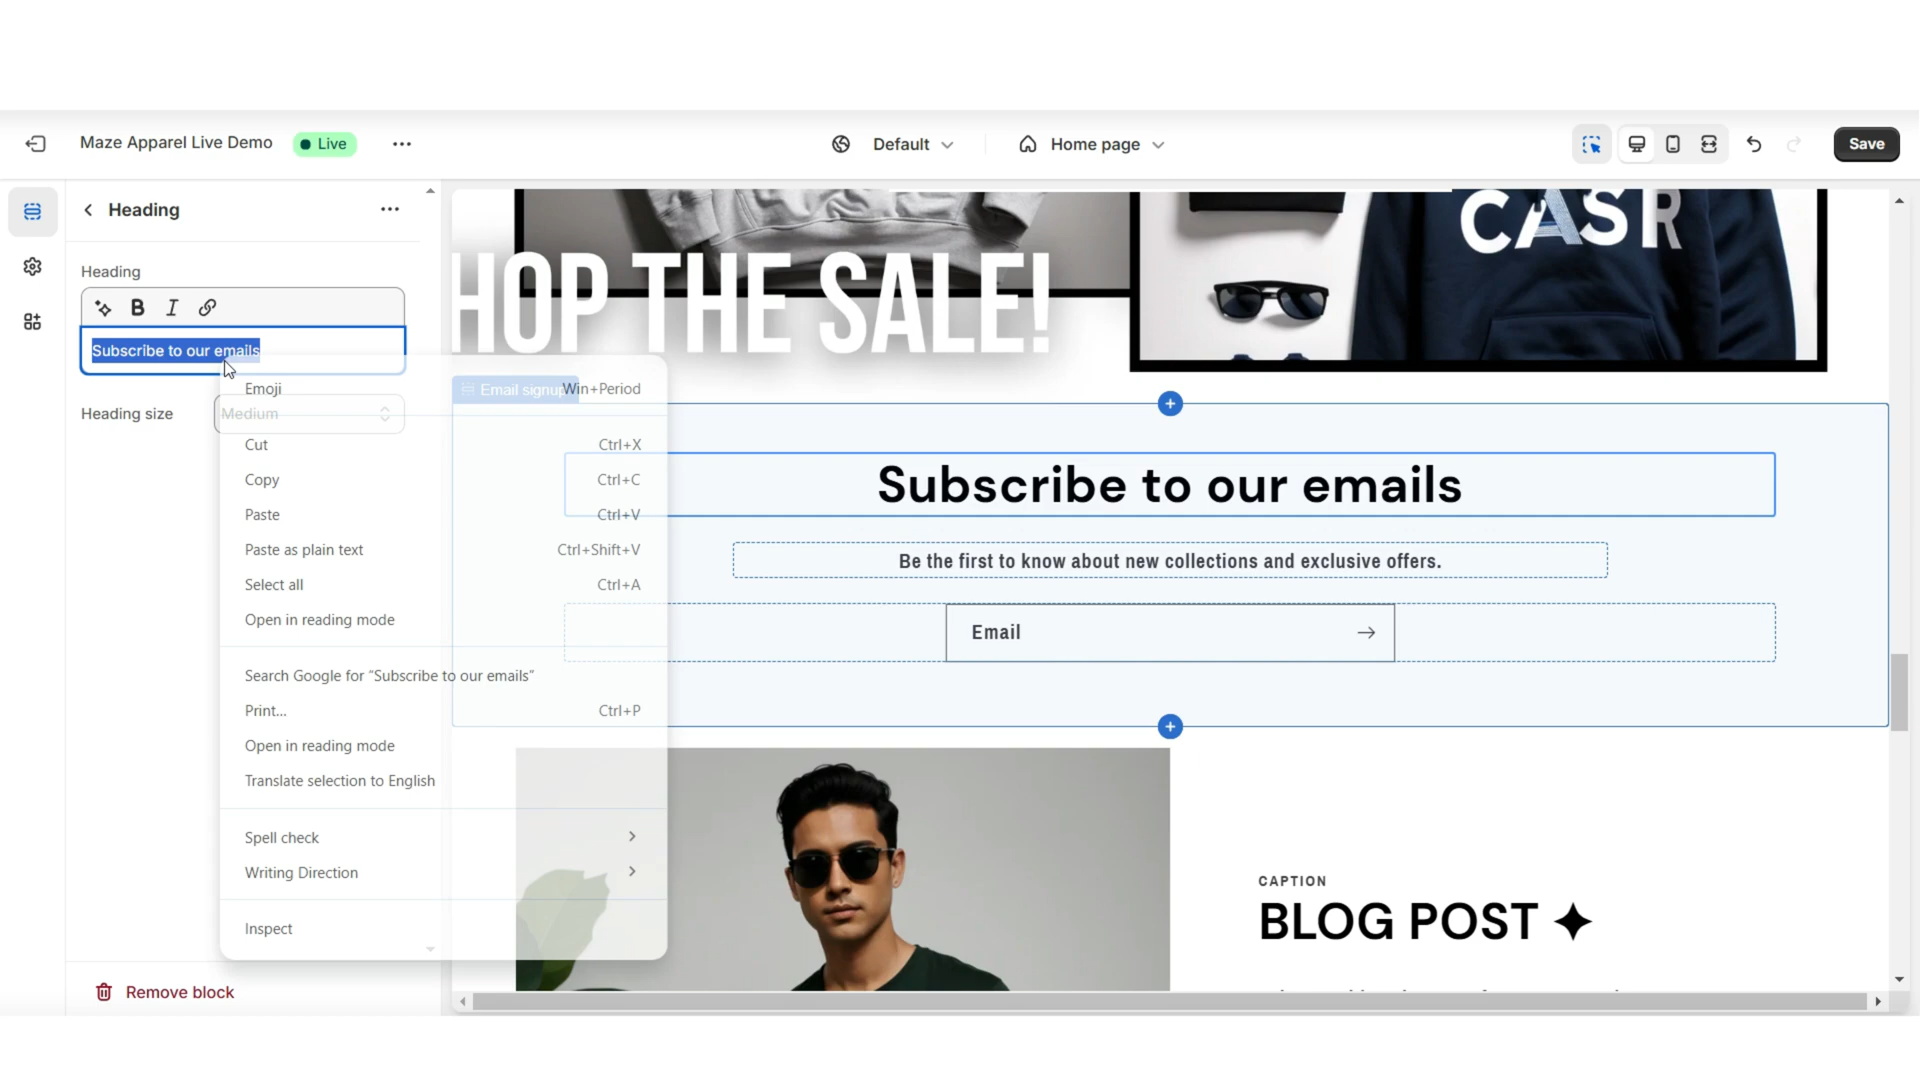 Maze Apparel Live Demo
Live
Default
Home page
Save
Heading
Heading
Subscribe to our emails
Heading size
Medium
Emoji
Win+Period
Cut
Ctrl+X
Copy
Ctrl+C
Paste
Ctrl+V
Paste as plain text
Ctrl+Shift+V
Select all
Ctrl+A
Open in reading mode
Search Google for “Subscribe to our emails”
Print...
Ctrl+P
Open in reading mode
Translate selection to English
Spell check
Writing Direction
Inspect
Remove block
HOP THE SALE!
CASR
Email signup
Subscribe to our emails
Be the first to know about new collections and exclusive offers.
Email
CAPTION
BLOG POST ✦